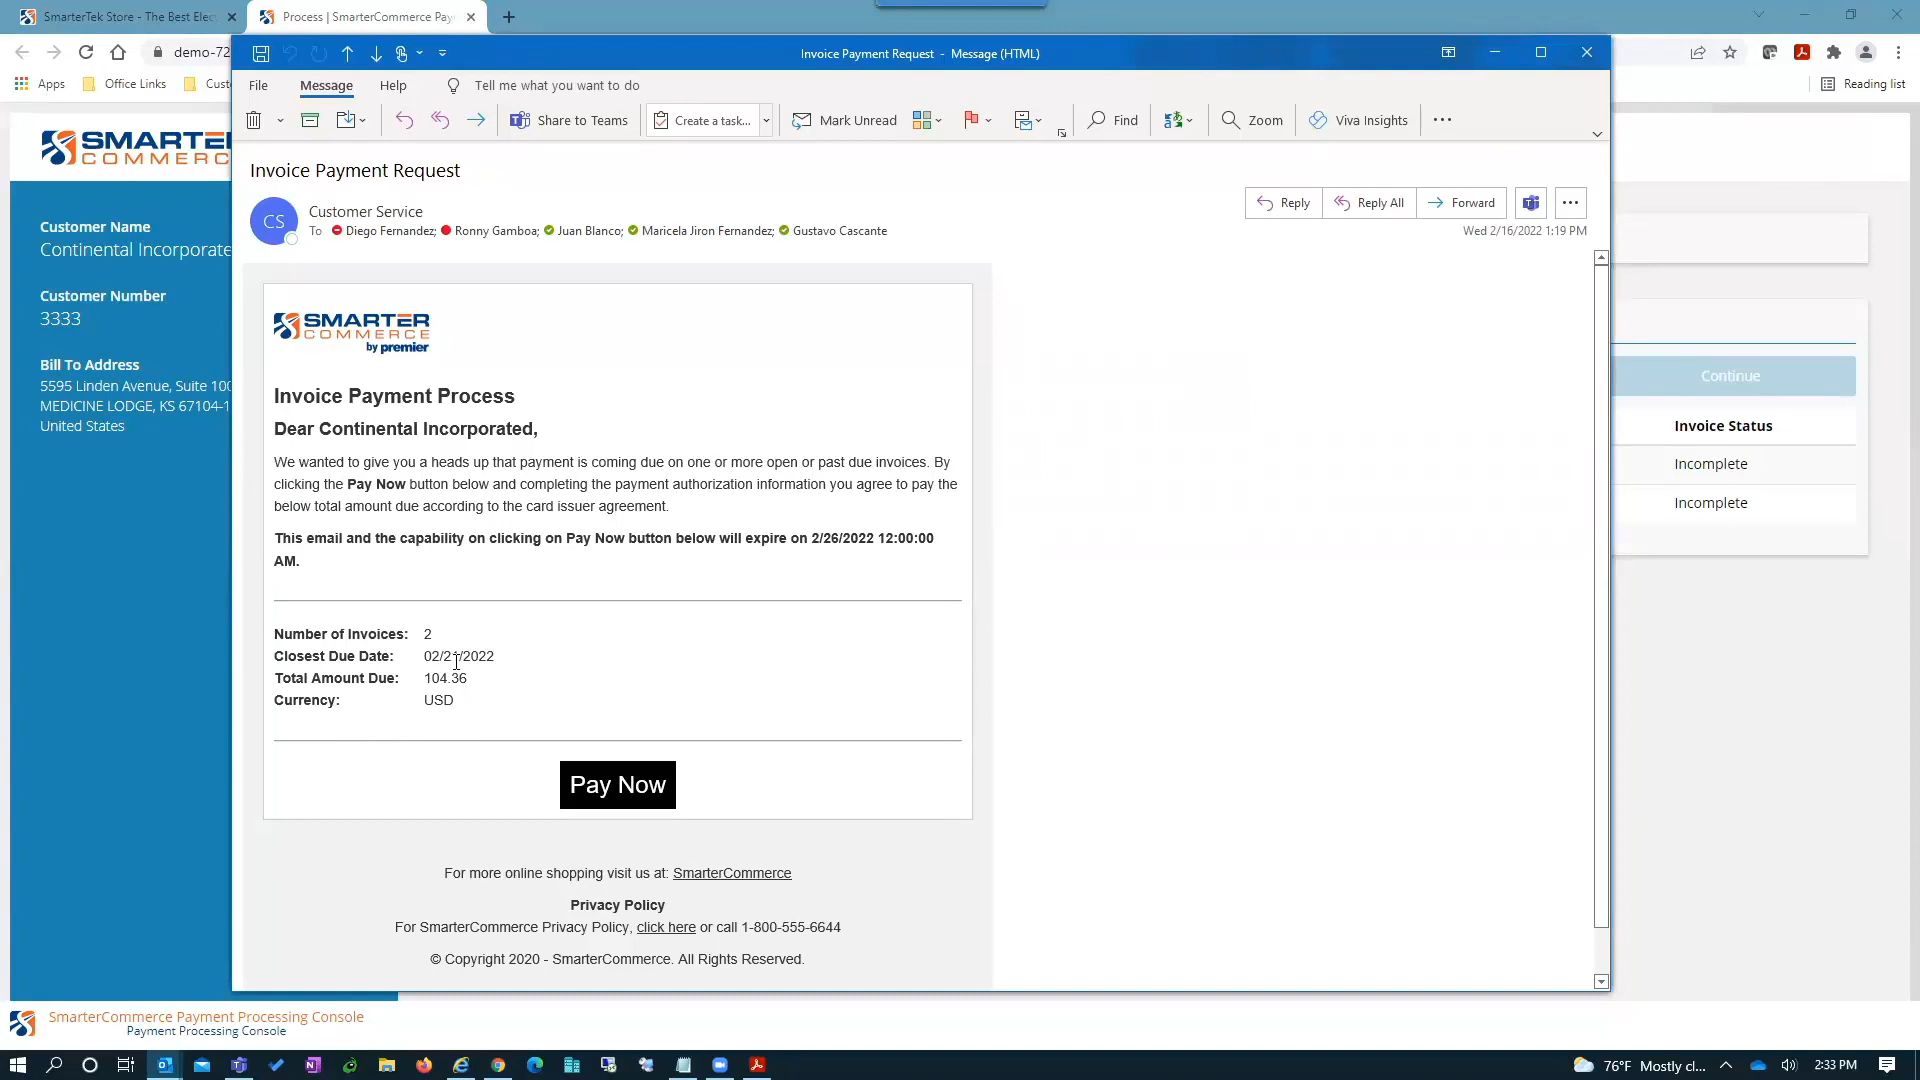 SmarterTek Store - The Best Elec
Process | SmarterCommerce Pay
demo-72
Apps
Office Links
Cust
Reading list
Invoice Payment Request - Message (HTML)
File
Message
Help
Tell me what you want to do
Share to Teams
Create a task...
Mark Unread
Find
Zoom
Viva Insights
Invoice Payment Request
CS
Customer Service
To Diego Fernandez; Ronny Gamboa; Juan Blanco; Maricela Jiron Fernandez; Gustavo Cascante
Reply
Reply All
Forward
Wed 2/16/2022 1:19 PM
SMARTER
COMMERC
Customer Name
Continental Incorporate
Customer Number
3333
Bill To Address
5595 Linden Avenue, Suite 100
MEDICINE LODGE, KS 67104-1
United States
SMARTER
COMMERCE
by premier
Invoice Payment Process
Dear Continental Incorporated,
We wanted to give you a heads up that payment is coming due on one or more open or past due invoices. By
clicking the Pay Now button below and completing the payment authorization information you agree to pay the
below total amount due according to the card issuer agreement.
This email and the capability on clicking on Pay Now button below will expire on 2/26/2022 12:00:00
AM.
Number of Invoices: 2
Closest Due Date:
Total Amount Due: 104.36
Currency: USD
Pay Now
For more online shopping visit us at: SmarterCommerce
Privacy Policy
For SmarterCommerce Privacy Policy, click here or call 1-800-555-6644
© Copyright 2020 - SmarterCommerce. All Rights Reserved.
Continue
Invoice Status
Incomplete
Incomplete
SmarterCommerce Payment Processing Console
Payment Processing Console
76°F Mostly cl...
2:33 PM